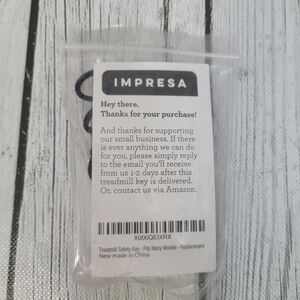 IMPRESA
Hey there.
Thanks for your purchase!
And thanks for supporting
our small business. If there
is ever anything we can do
for you, please simply reply
to the email you'll receive
from us 1-2 days after this
treadmill key is delivered.
Or, contact us via Amazon.
X000QEIXRX
Treadmill Safety Key - Fits Many Models - Replacement
New made in China